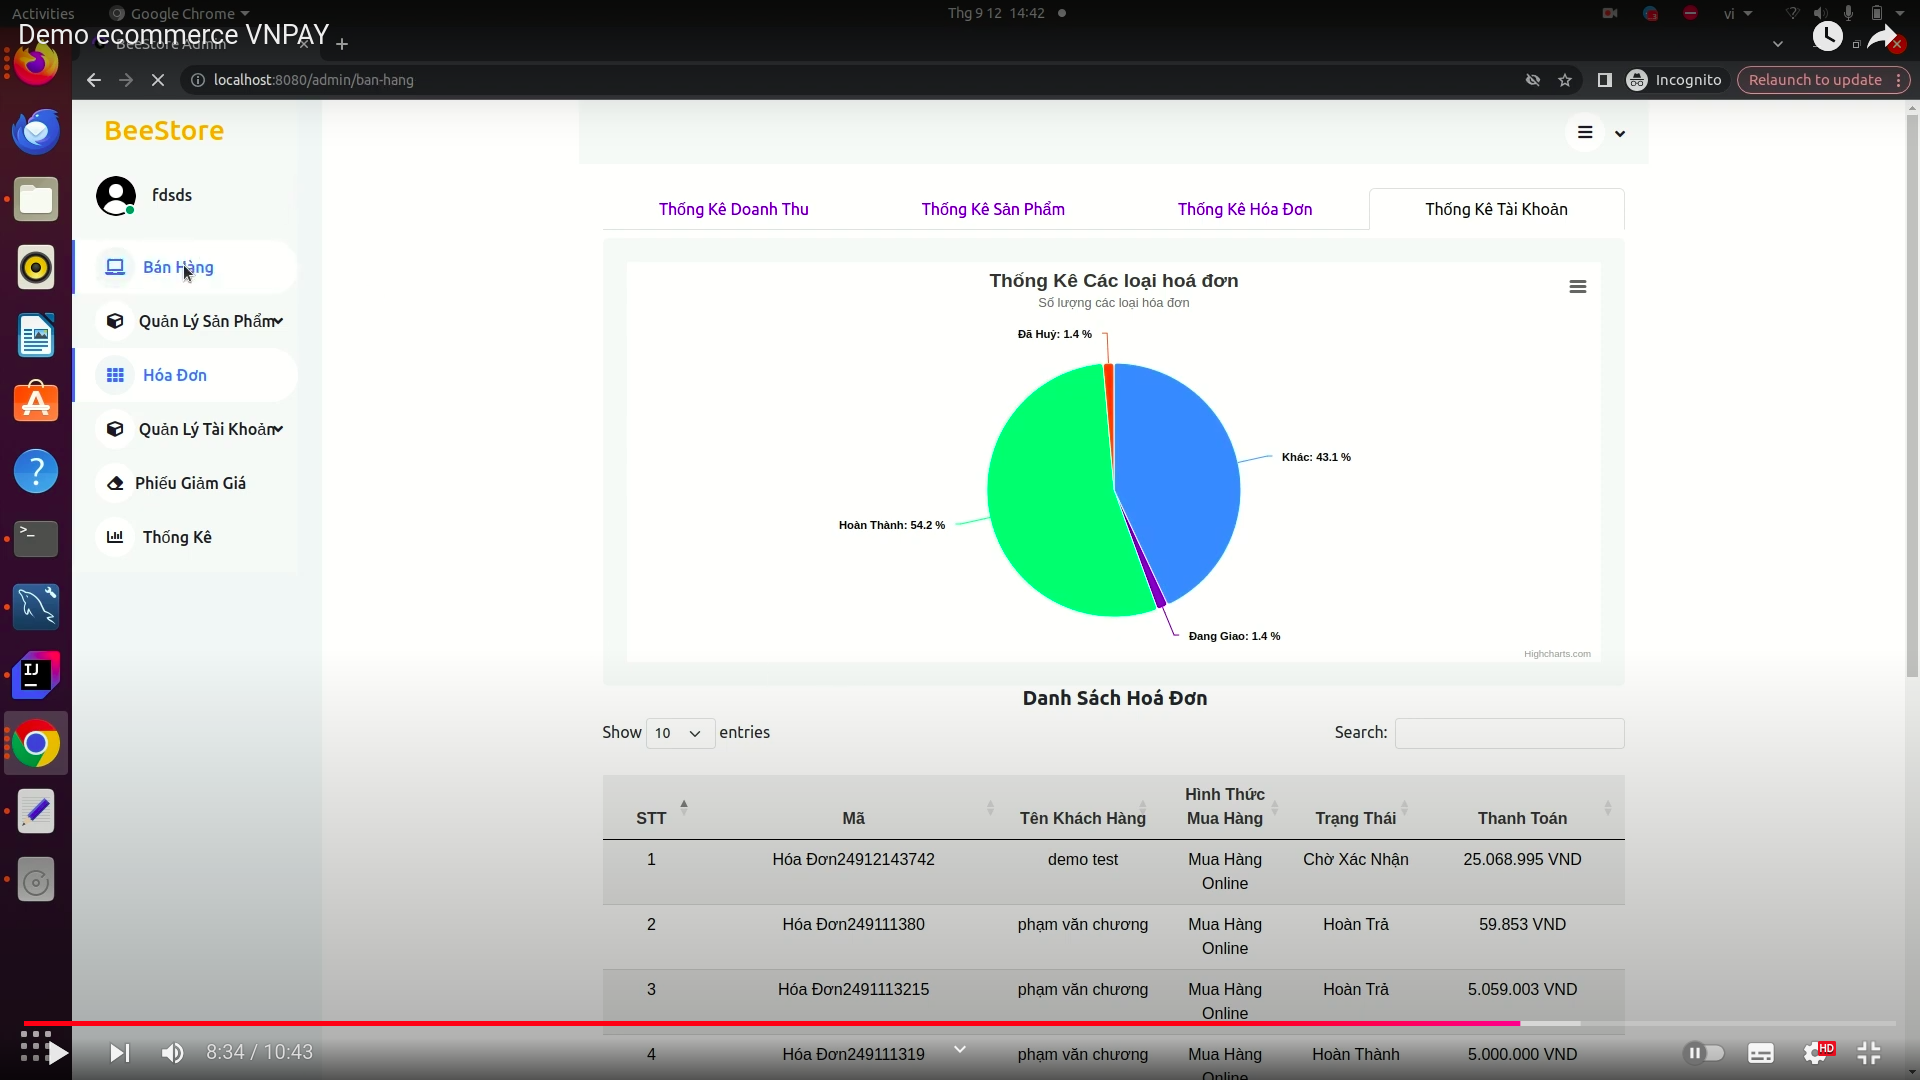 Activities
Google Chrome
Thg 9 12 14:42
vi
Demo ecommerce VNPAY
BeeStore Admin
localhost:8080/admin/ban-hang
Incognito
Relaunch to update
BeeStore
fdsds
Bán Hàng
Quản Lý Sản Phẩm
Hóa Đơn
Quản Lý Tài Khoản
Phiếu Giảm Giá
Thống Kê
Thống Kê Doanh Thu
Thống Kê Sản Phẩm
Thống Kê Hóa Đơn
Thống Kê Tài Khoản
Thống Kê Các loại hoá đơn
Số lượng các loại hóa đơn
Đã Huỷ: 1.4 %
Khác: 43.1 %
Hoàn Thành: 54.2 %
Đang Giao: 1.4 %
Highcharts.com
Danh Sách Hoá Đơn
Show 10 entries
Search:
STT Mã Tên Khách Hàng Hình Thức Mua Hàng Trạng Thái Thanh Toán
1 Hóa Đơn24912143742 demo test Mua Hàng Online Chờ Xác Nhận 25.068.995 VND
2 Hóa Đơn249111380 phạm văn chương Mua Hàng Online Hoàn Trả 59.853 VND
3 Hóa Đơn2491113215 phạm văn chương Mua Hàng Online Hoàn Trả 5.059.003 VND
4 Hóa Đơn249111319 phạm văn chương Mua Hàng Online Hoàn Thành 5.000.000 VND
8:34 / 10:43
HD